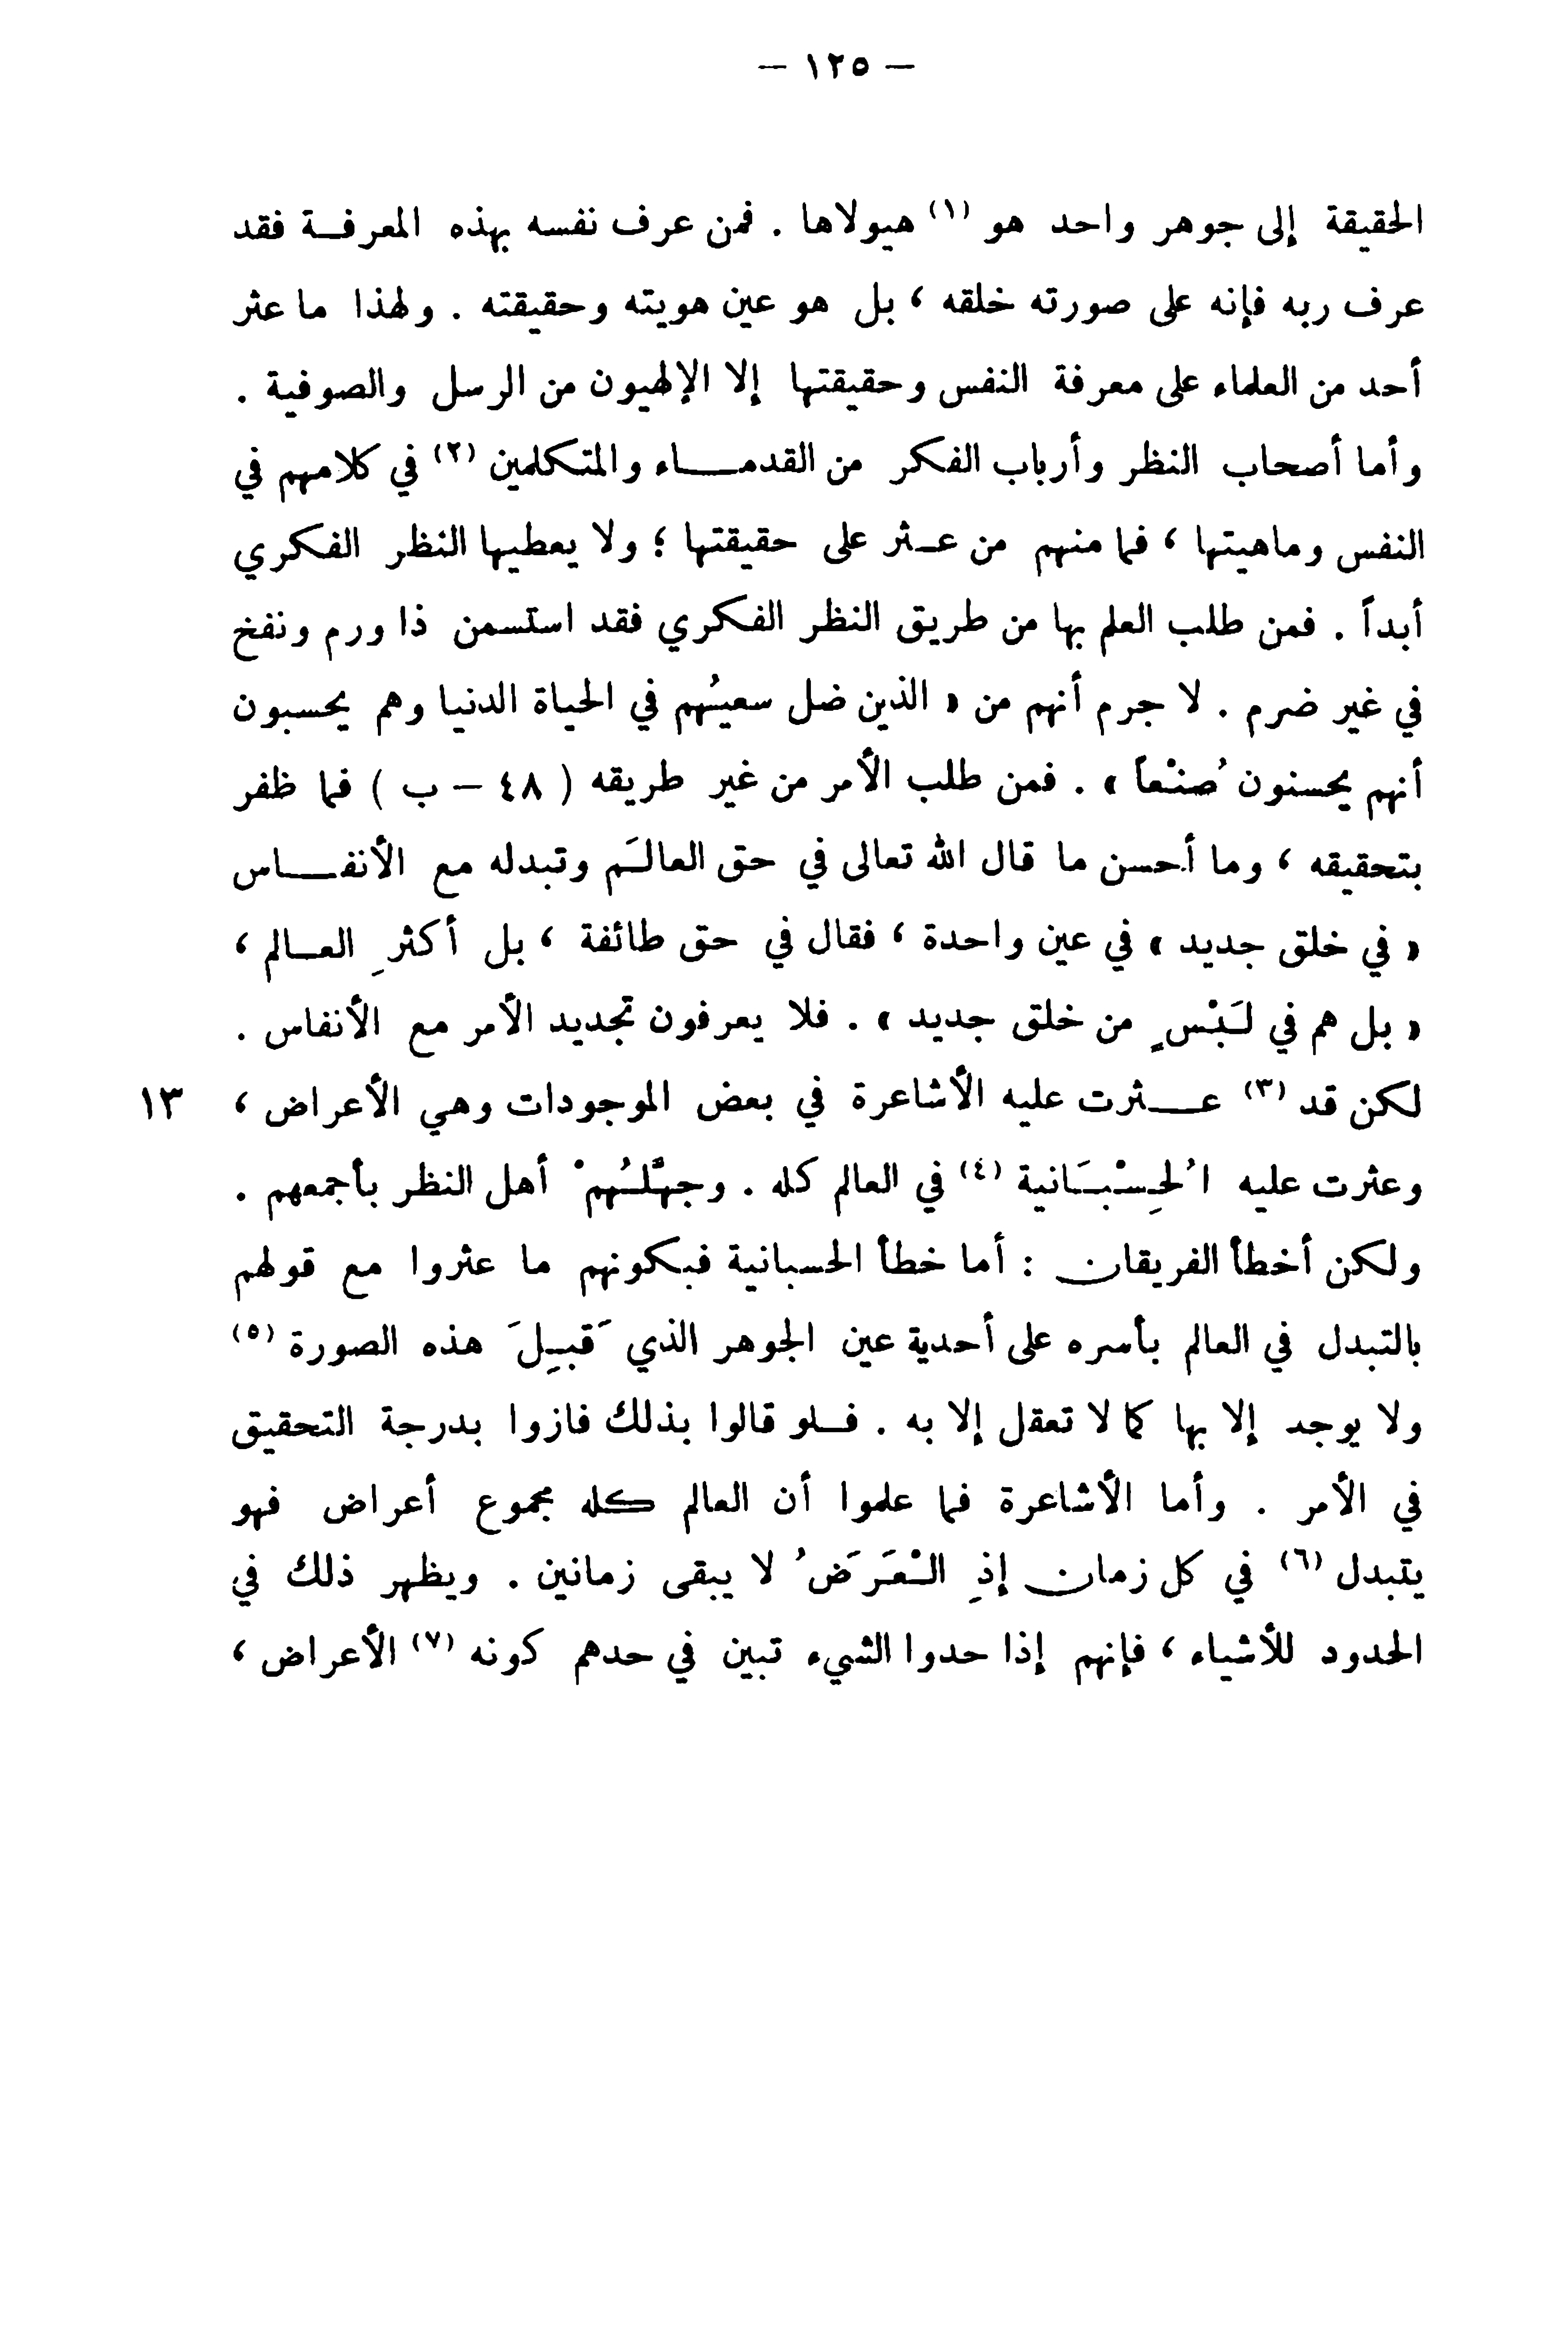 — ١٢٥ —
الحقيقة إلى جوهر واحد هو (١) هيولاها . فمن عرف نفسه بهذه المعرفة فقد
عرف ربه فإنه على صورته خلقه ، بل هو عين هويته وحقيقته . ولهذا ما عثر
أحد من العلماء على معرفة النفس وحقيقتها إلا الإلهيون من الرسل والصوفية .
وأما أصحاب النظر وأرباب الفكر من القدماء والمتكلمين (٢) في كلامهم في
النفس وماهيتها ، فما منهم من عثر على حقيقتها ؛ ولا يعطيها النظر الفكري
أبداً . فمن طلب العلم بها من طريق النظر الفكري فقد استسمن ذا ورم ونفخ
في غير ضرم . لا جرم أنهم من « الذين ضل سعيُهم في الحياة الدنيا وهم يحسبون
أنهم يحسنون صُنْعاً » . فمن طلب الأمر من غير طريقه ( ٤٨ – ب ) فما ظفر
بتحقيقه ، وما أحسن ما قال الله تعالى في حق العالَم وتبدله مع الأنفاس
« في خلق جديد » في عين واحدة ، فقال في حق طائفة ، بل أكثرِ العالم ،
« بل هم في لَبْسٍ من خلق جديد » . فلا يعرفون تجديد الأمر مع الأنفاس .
لكن قد (٣) عثرت عليه الأشاعرة في بعض الموجودات وهي الأعراض ، ١٣
وعثرت عليه الحُِسْبَانية (٤) في العالم كله . وجهَّلَهُمْ أهل النظر بأجمعهم .
ولكن أخطأ الفريقان : أما خطأ الحسبانية فبكونهم ما عثروا مع قولهم
بالتبدل في العالم بأسره على أحدية عين الجوهر الذي قَبِلَ هذه الصورة (٥)
ولا يوجد إلا بها كما لا تعقل إلا به . فلو قالوا بذلك فازوا بدرجة التحقيق
في الأمر . وأما الأشاعرة فما علموا أن العالم كله مجموع أعراض فهو
يتبدل (٦) في كل زمان إذِ الْعَرَضُ لا يبقى زمانين . ويظهر ذلك في
الحدود للأشياء ، فإنهم إذا حدوا الشيء تبين في حدهم كونه (٧) الأعراض ،